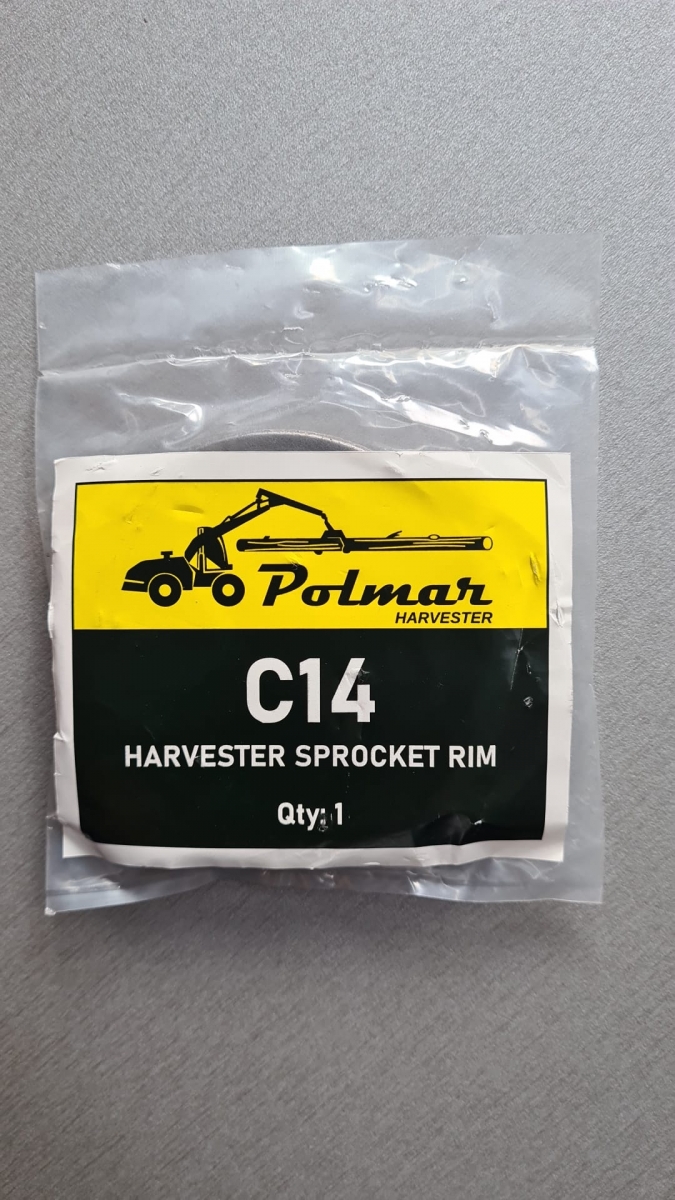 Polmar
HARVESTER
C14
HARVESTER SPROCKET RIM
Qty: 1